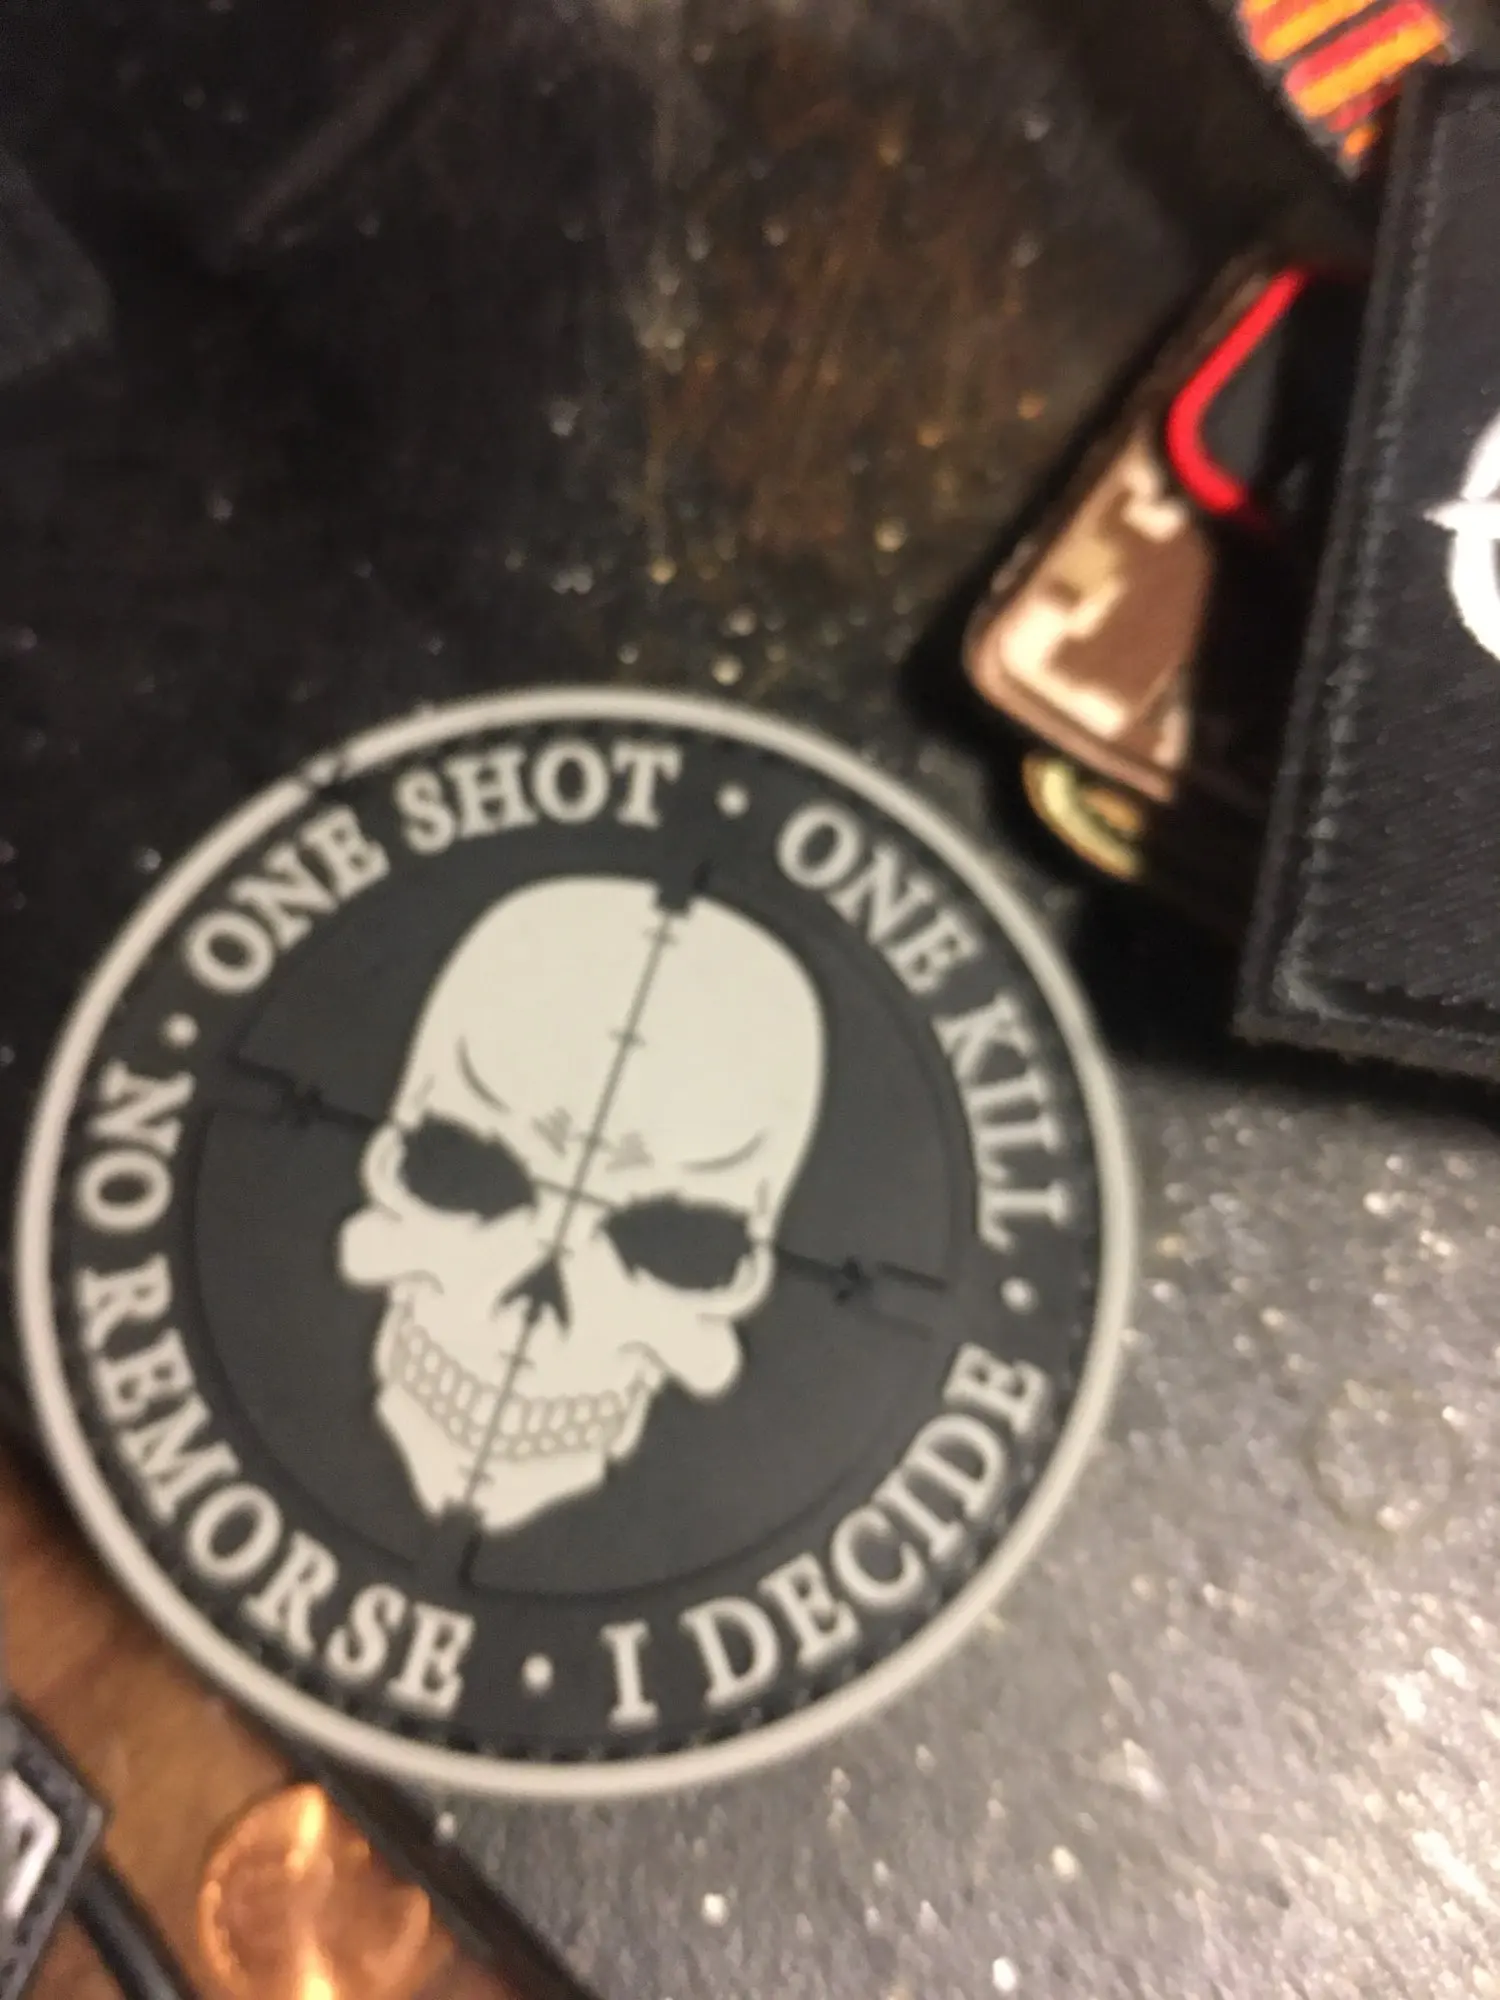 ONE SHOT • ONE KILL • I DECIDE • NO REMORSE •